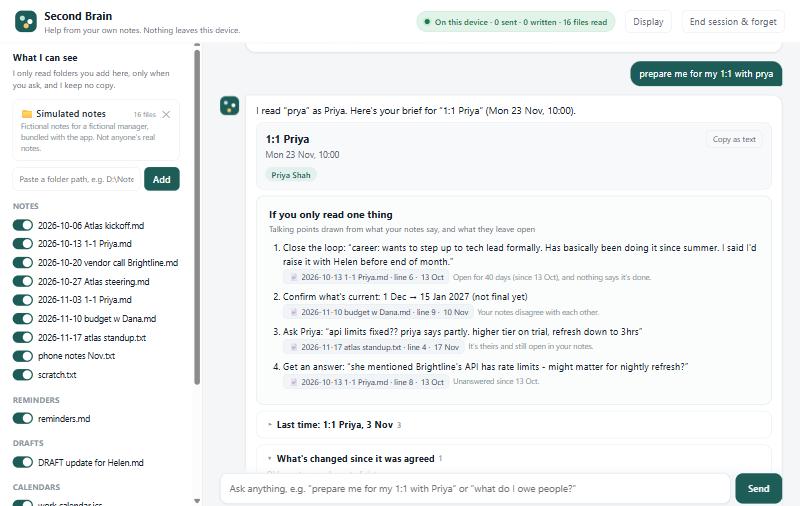 Second Brain
Help from your own notes. Nothing leaves this device.
On this device · 0 sent · 0 written · 16 files read
Display
End session & forget
What I can see
I only read folders you add here, only when
you ask, and I keep no copy.
Simulated notes
16 files
Fictional notes for a fictional manager,
bundled with the app. Not anyone's real
notes.
Paste a folder path, e.g. D:\Note
Add
NOTES
2026-10-06 Atlas kickoff.md
2026-10-13 1-1 Priya.md
2026-10-20 vendor call Brightline.md
2026-10-27 Atlas steering.md
2026-11-03 1-1 Priya.md
2026-11-10 budget w Dana.md
2026-11-17 atlas standup.txt
phone notes Nov.txt
scratch.txt
REMINDERS
reminders.md
DRAFTS
DRAFT update for Helen.md
CALENDARS
work-calendar.ics
prepare me for my 1:1 with prya
I read "prya" as Priya. Here's your brief for "1:1 Priya" (Mon 23 Nov, 10:00).
1:1 Priya
Copy as text
Mon 23 Nov, 10:00
Priya Shah
If you only read one thing
Talking points drawn from what your notes say, and what they leave open
1. Close the loop: "career: wants to step up to tech lead formally. Has basically been doing it since summer. I said I'd
raise it with Helen before end of month."
2026-10-13 1-1 Priya.md · line 6 · 13 Oct Open for 40 days (since 13 Oct), and nothing says it's done.
2. Confirm what's current: 1 Dec → 15 Jan 2027 (not final yet)
2026-11-10 budget w Dana.md · line 9 · 10 Nov Your notes disagree with each other.
3. Ask Priya: "api limits fixed?? priya says partly. higher tier on trial, refresh down to 3hrs"
2026-11-17 atlas standup.txt · line 4 · 17 Nov It's theirs and still open in your notes.
4. Get an answer: "she mentioned Brightline's API has rate limits - might matter for nightly refresh?"
2026-10-13 1-1 Priya.md · line 8 · 13 Oct Unanswered since 13 Oct.
Last time: 1:1 Priya, 3 Nov 3
What's changed since it was agreed 1
Ask anything, e.g. "prepare me for my 1:1 with Priya" or "what do I owe people?"
Send